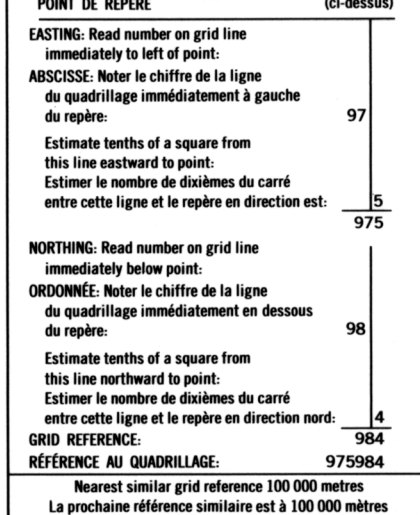 POINT DE REPÈRE (ci-dessus)
EASTING: Read number on grid line
immediately to left of point:
ABSCISSE: Noter le chiffre de la ligne
du quadrillage immédiatement à gauche
du repère: 97
Estimate tenths of a square from
this line eastward to point:
Estimer le nombre de dixièmes du carré
entre cette ligne et le repère en direction est: 5
975
NORTHING: Read number on grid line
immediately below point:
ORDONNÉE: Noter le chiffre de la ligne
du quadrillage immédiatement en dessous
du repère: 98
Estimate tenths of a square from
this line northward to point:
Estimer le nombre de dixièmes du carré
entre cette ligne et le repère en direction nord: 4
GRID REFERENCE: 984
RÉFÉRENCE AU QUADRILLAGE: 975984
Nearest similar grid reference 100 000 metres
La prochaine référence similaire est à 100 000 mètres